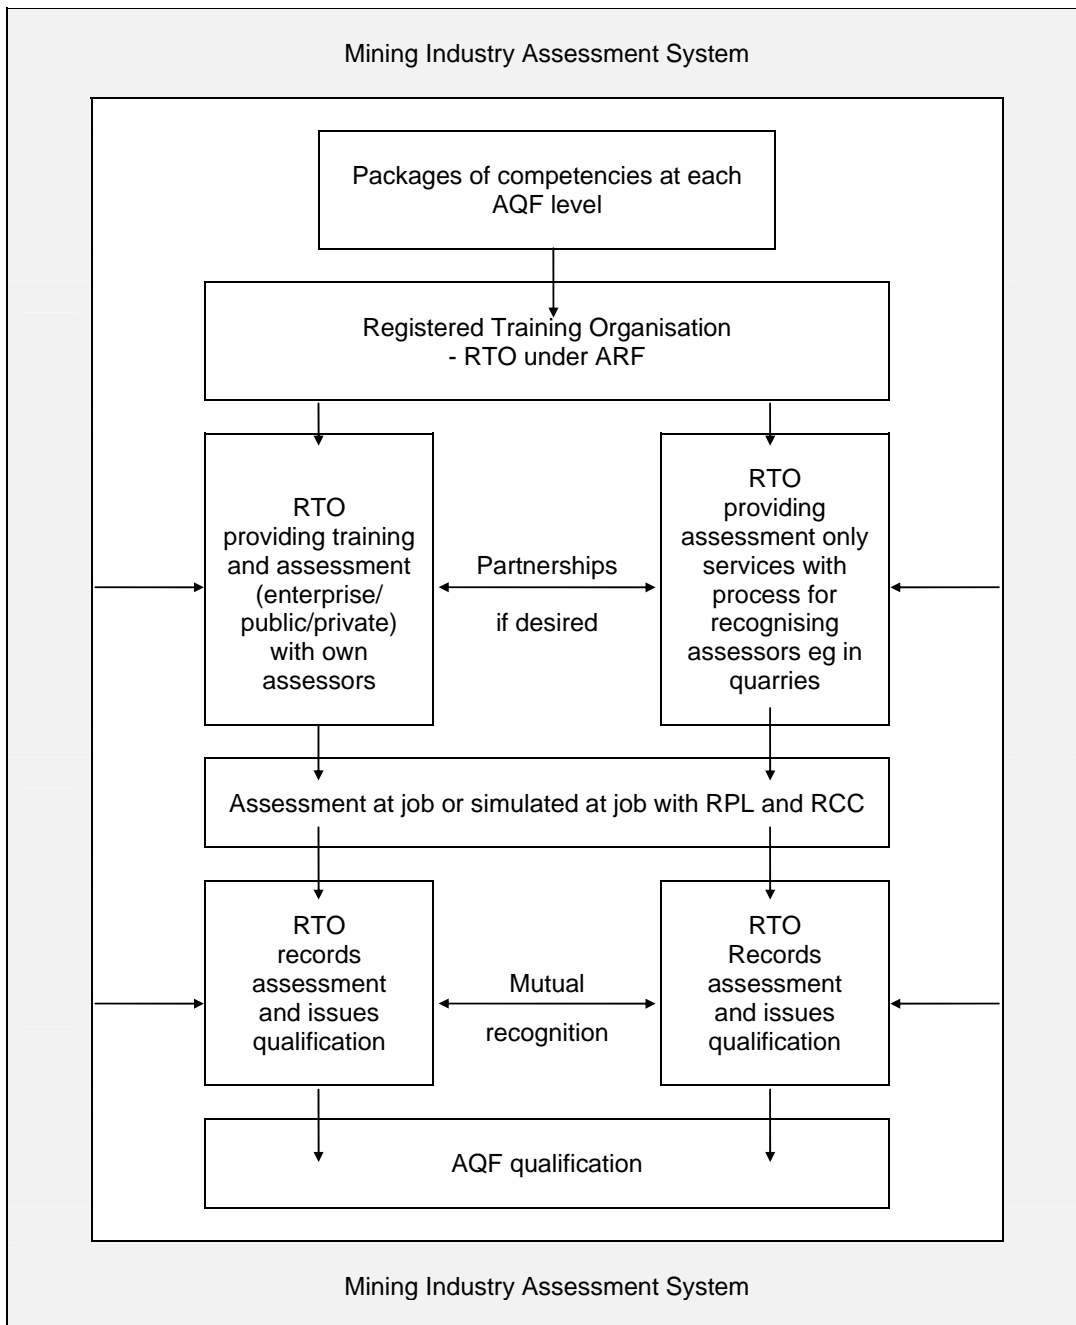 Mining Industry Assessment System
Packages of competencies at each
AQF level
Registered Training Organisation
- RTO under ARF
RTO
providing training
and assessment
(enterprise/
public/private)
with own
assessors
Partnerships
if desired
RTO
providing
assessment only
services with
process for
recognising
assessors eg in
quarries
Assessment at job or simulated at job with RPL and RCC
RTO
records
assessment
and issues
qualification
Mutual
recognition
RTO
Records
assessment
and issues
qualification
AQF qualification
Mining Industry Assessment System